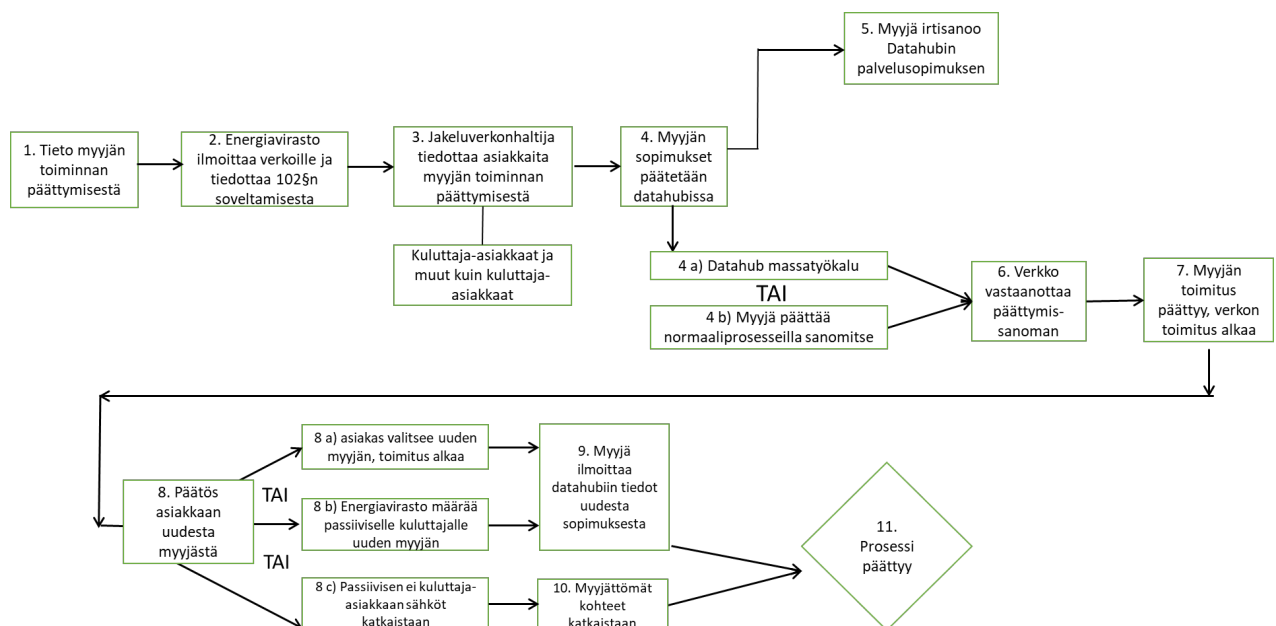 5. Myyjä irtisanoo
Datahubin
palvelusopimuksen
1. Tieto myyjän
toiminnan
päättymisestä
2. Energiavirasto
ilmoittaa verkoille ja
tiedottaa 102§n
soveltamisesta
3. Jakeluverkonhaltija
tiedottaa asiakkaita
myyjän toiminnan
päättymisestä
4. Myyjän
sopimukset
päätetään
datahubissa
Kuluttaja-asiakkaat ja
muut kuin kuluttaja-
asiakkaat
4 a) Datahub massatyökalu
TAI
4 b) Myyjä päättää
normaaliprosesseilla sanomitse
6. Verkko
vastaanottaa
päättymis-
sanoman
7. Myyjän
toimitus
päättyy, verkon
toimitus alkaa
8. Päätös
asiakkaan
uudesta
myyjästä
TAI
TAI
8 a) asiakas valitsee uuden
myyjän, toimitus alkaa
8 b) Energiavirasto määrää
passiiviselle kuluttajalle
uuden myyjän
8 c) Passiivisen ei kuluttaja-
asiakkaan sähköt
katkaistaan
9. Myyjä
ilmoittaa
datahubiin tiedot
uudesta
sopimuksesta
10. Myyjättömät
kohteet
katkaistaan
11.
Prosessi
päättyy